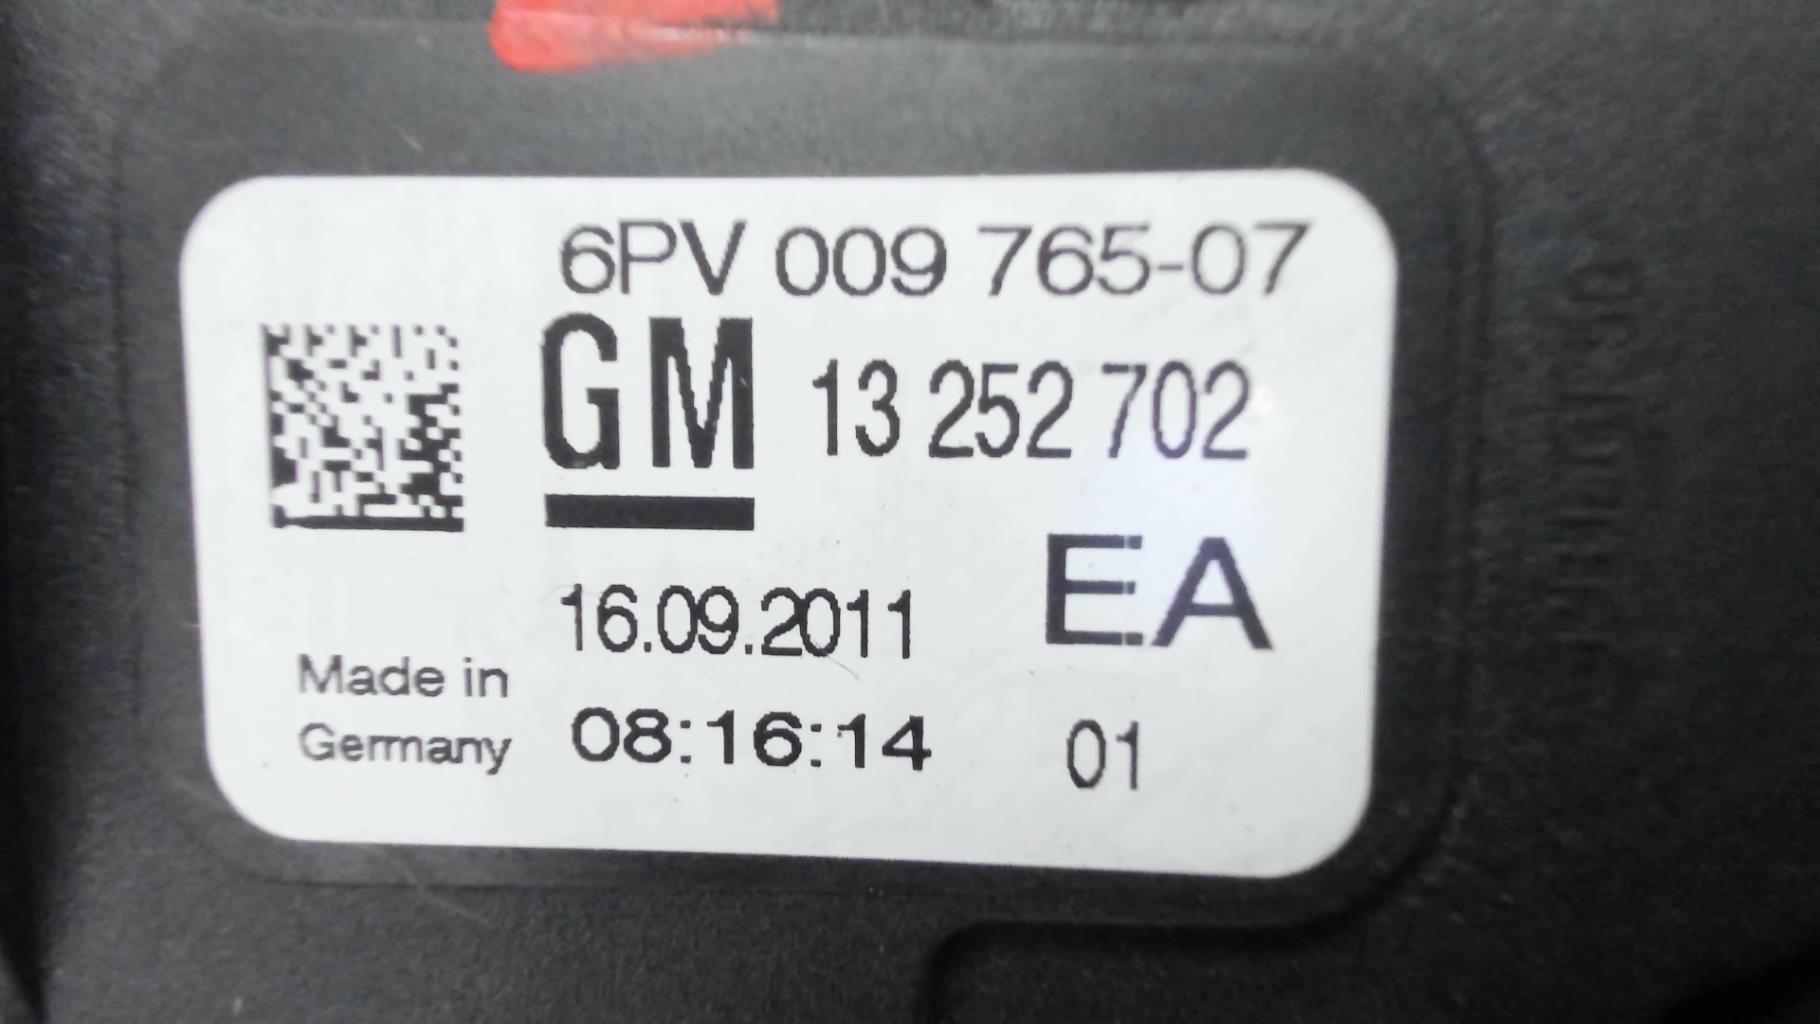 6PV 009 765-07
GM 13 252 702
EA
16.09.2011
Made in
Germany
08:16:14
01